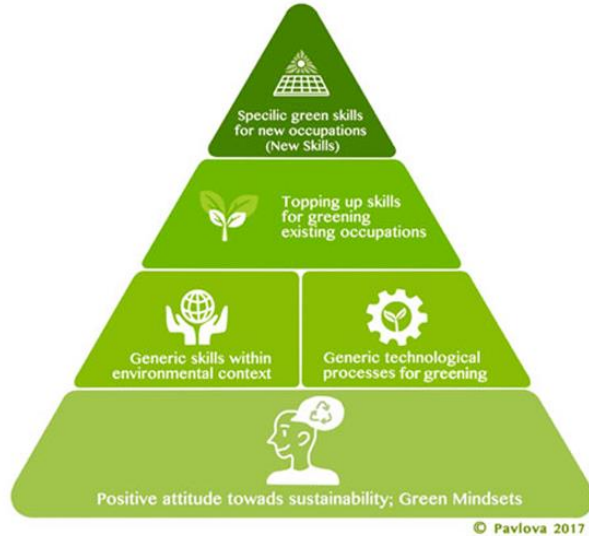 Specilic green skills
for new occupations
(New Skills)
Topping up skills
for greening
existing occupations
Generic skills within
environmental context
Generic technological
processes for greening
Positive attitude towads sustainability; Green Mindsets
© Pavlova 2017